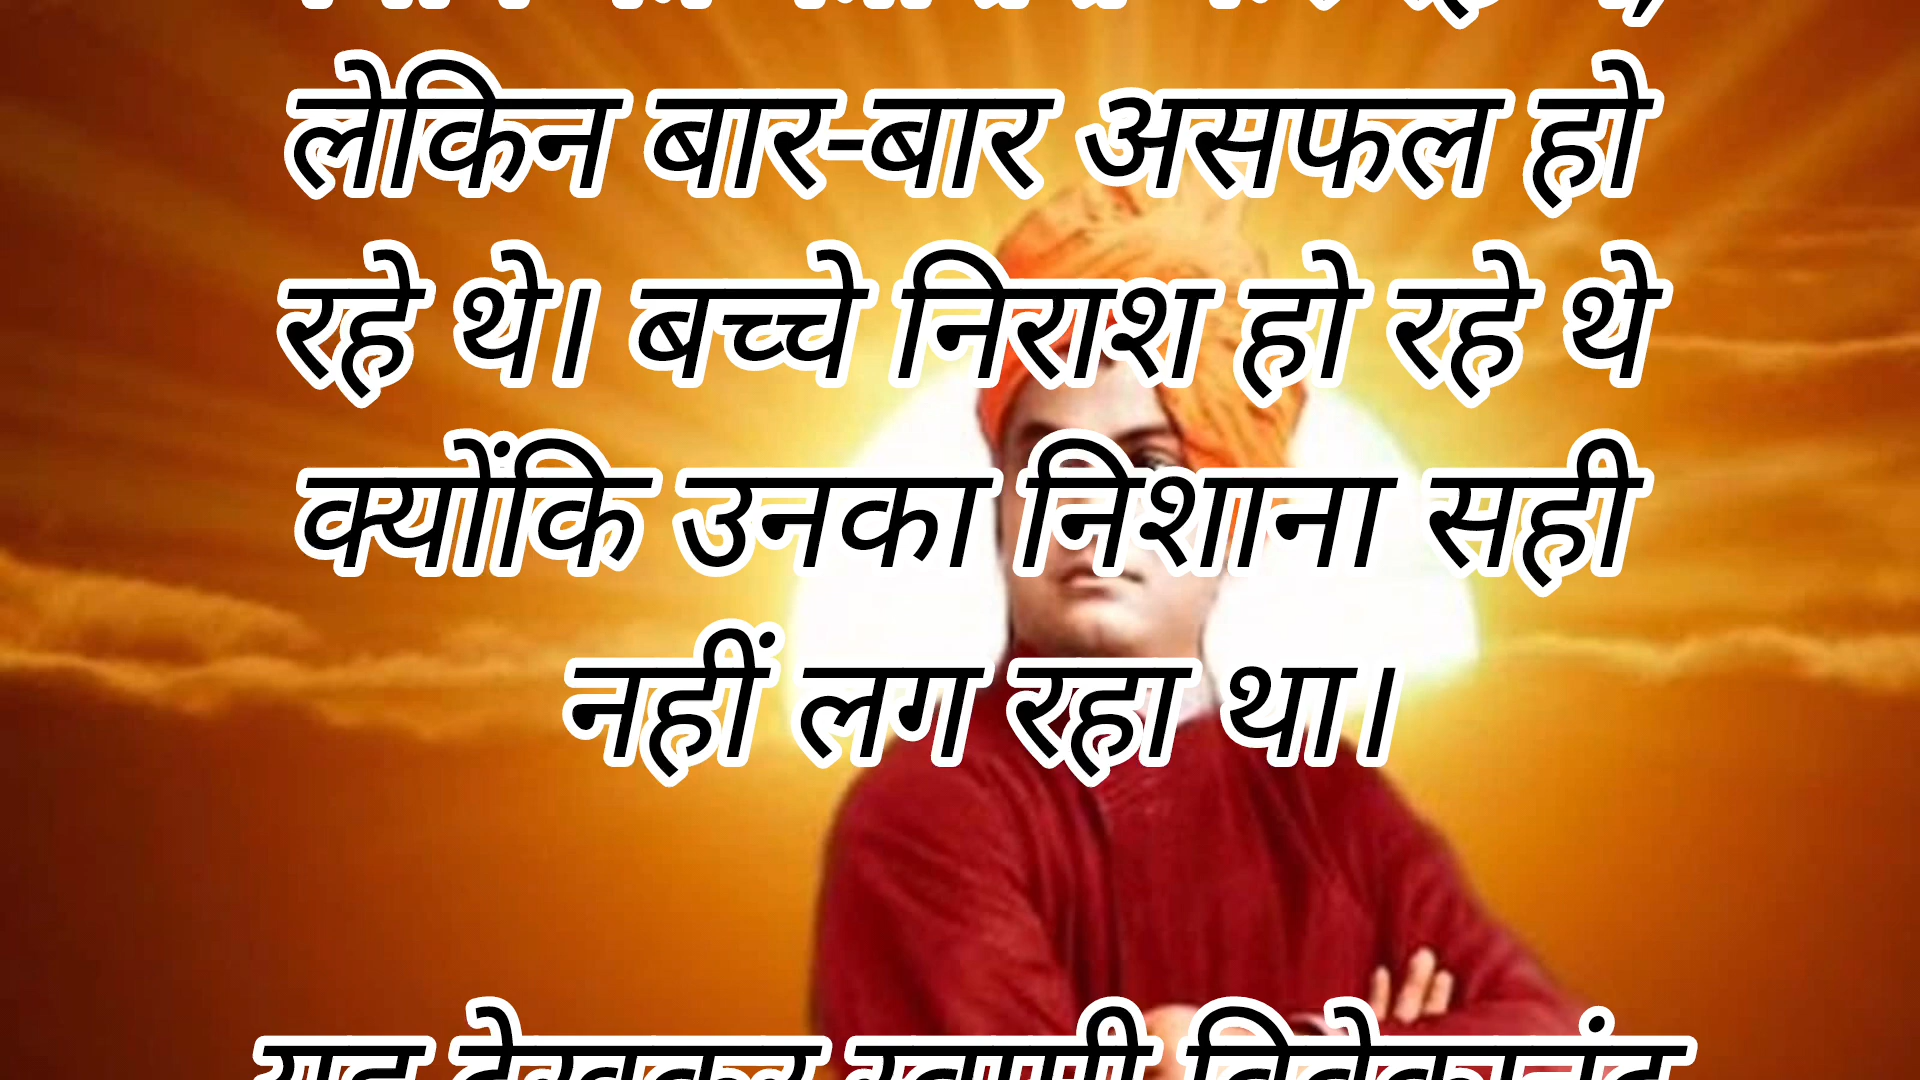 लेकिन बार-बार असफल हो
रहे थे। बच्चे निराश हो रहे थे
क्योंकि उनका निशाना सही
नहीं लग रहा था।
यह देखकर स्वामी विवेकानंद